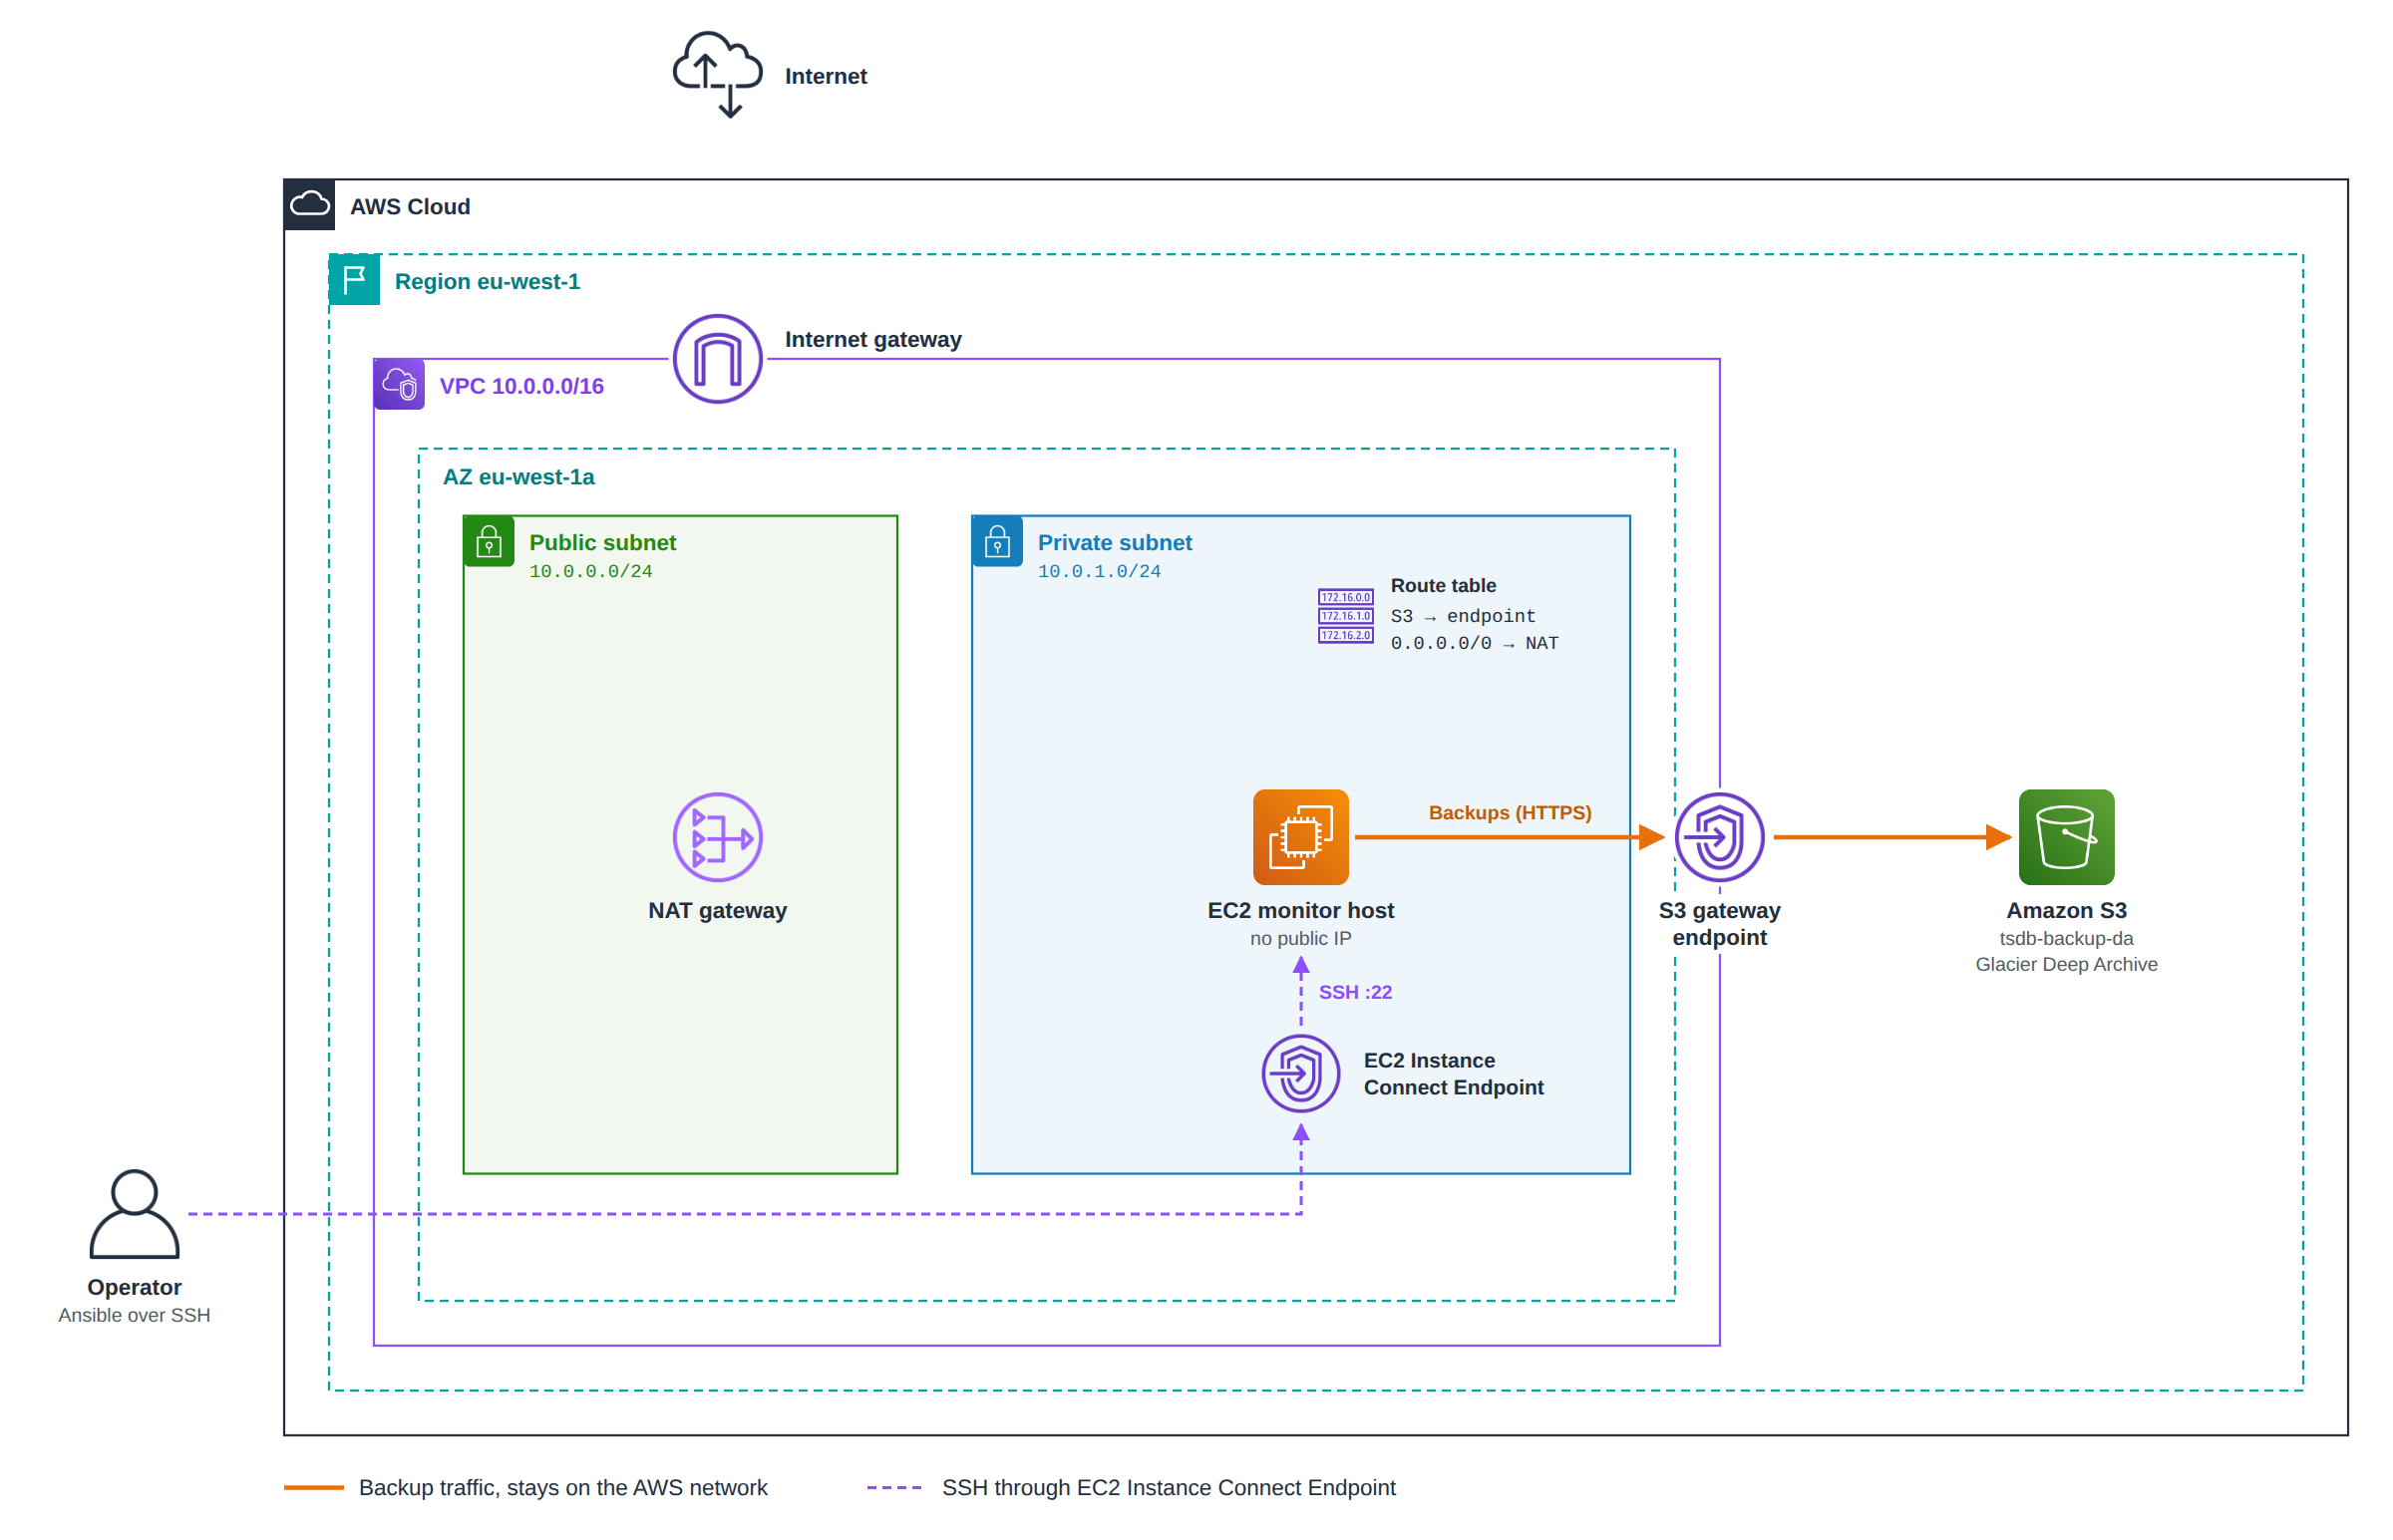 Internet
AWS Cloud
Region eu-west-1
Internet gateway
VPC 10.0.0.0/16
AZ eu-west-1a
Public subnet
10.0.0.0/24
Private subnet
10.0.1.0/24
Route table
172.16.0.0
172.16.1.0
172.16.2.0
S3 → endpoint
0.0.0.0/0 → NAT
Backups (HTTPS)
NAT gateway
EC2 monitor host
no public IP
S3 gateway
endpoint
Amazon S3
tsdb-backup-da
Glacier Deep Archive
SSH :22
EC2 Instance
Connect Endpoint
Operator
Ansible over SSH
Backup traffic, stays on the AWS network
SSH through EC2 Instance Connect Endpoint